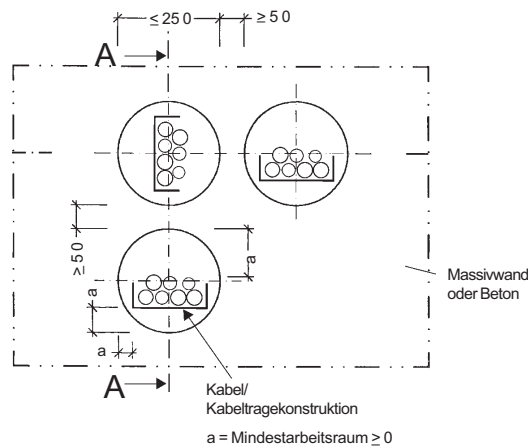 ≤250
≥50
A
≥50
a
a
a
Massivwand
oder Beton
A
Kabel/
Kabeltragekonstruktion
a = Mindestarbeitsraum ≥ 0